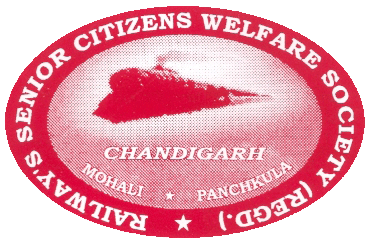 RAILWAY'S SENIOR CITIZENS WELFARE SOCIETY (REGD.)
CHANDIGARH
MOHALI ★ PANCHKULA
★